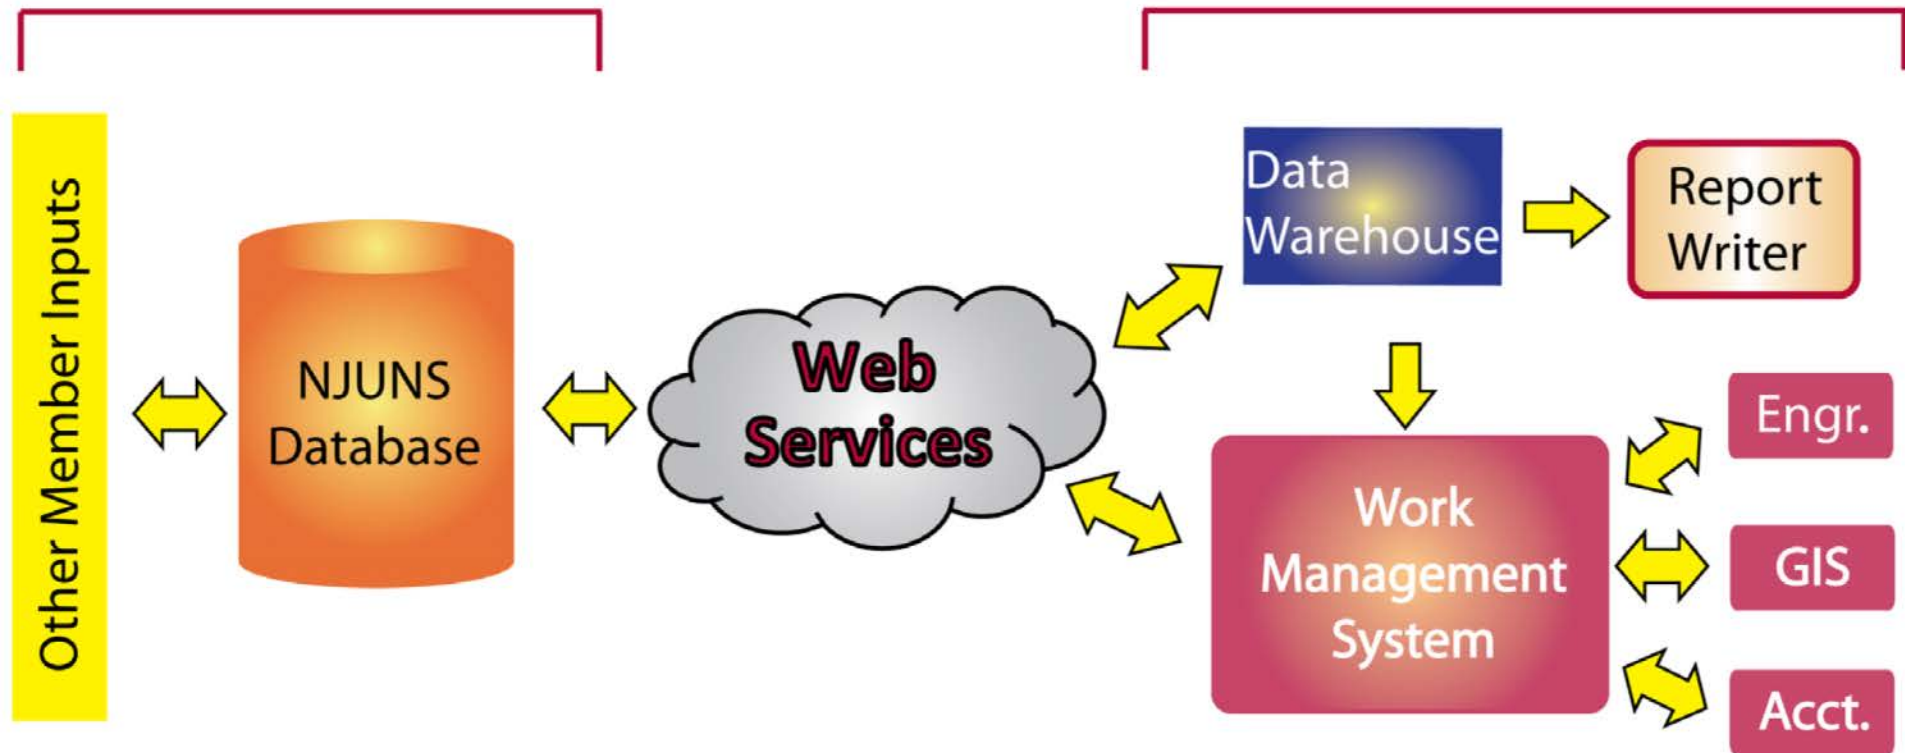 Other Member Inputs
NJUNS
Database
Web
Services
Data
Warehouse
Report
Writer
Work
Management
System
Engr.
GIS
Acct.